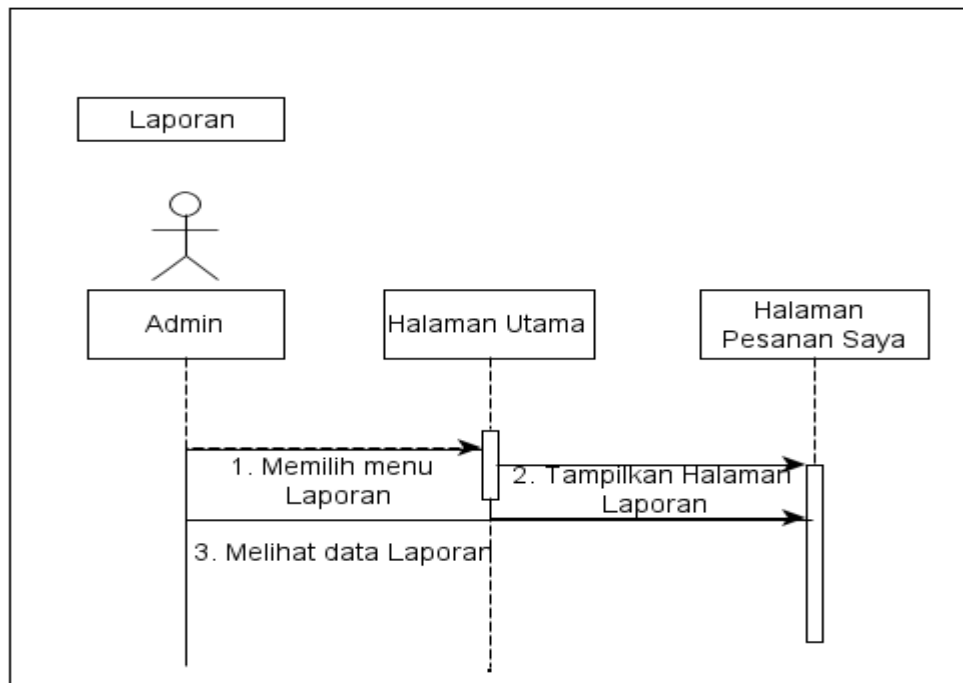 Laporan
Admin
Halaman Utama
Halaman
Pesanan Saya
1. Memilih menu
Laporan
2. Tampilkan Halaman
Laporan
3. Melihat data Laporan